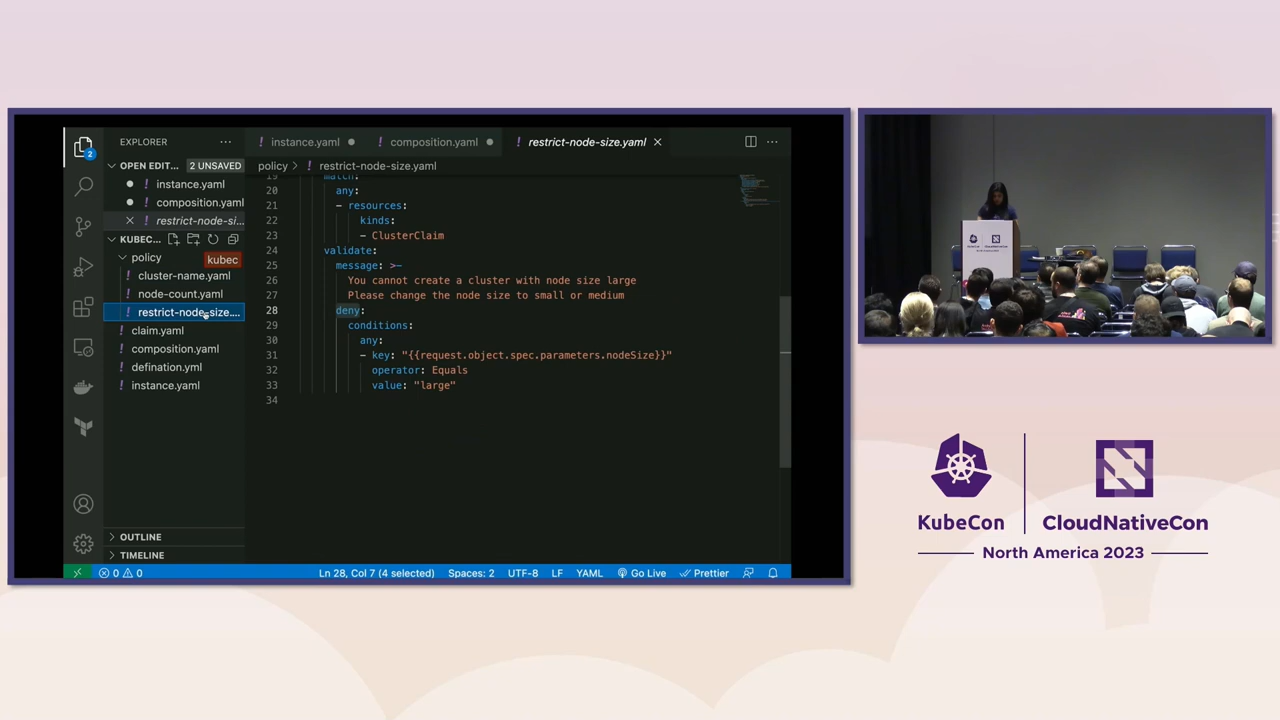 EXPLORER
instance.yaml
composition.yaml
restrict-node-size.yaml
OPEN EDIT...
2 UNSAVED
policy
restrict-node-size.yaml
instance.yaml
composition.yaml
restrict-node-si...
KUBEC...
policy
kubec
cluster-name.yaml
node-count.yaml
restrict-node-size....
claim.yaml
composition.yaml
defination.yml
instance.yaml
OUTLINE
TIMELINE
2
19 match:
20 any:
21 - resources:
22 kinds:
23 - ClusterClaim
24 validate:
25 message: >-
26 You cannot create a cluster with node size large
27 Please change the node size to small or medium
28 deny:
29 conditions:
30 any:
31 - key: "{{request.object.spec.parameters.nodeSize}}"
32 operator: Equals
33 value: "large"
34
0 0
Ln 28, Col 7 (4 selected)
Spaces: 2
UTF-8
LF
YAML
Go Live
Prettier
KubeCon
CloudNativeCon
North America 2023